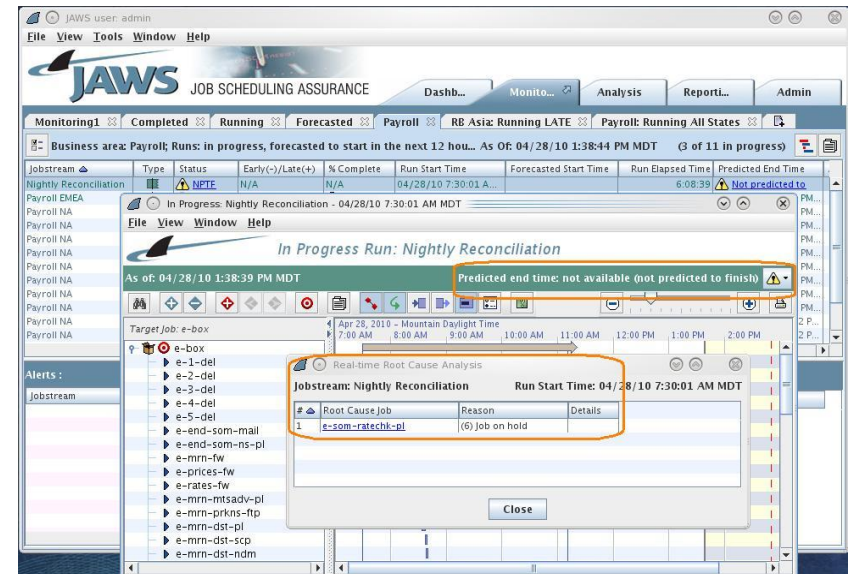 JAWS user: admin
File View Tools Window Help
JAWS JOB SCHEDULING ASSURANCE
Dashb... Monito... Analysis Reporti... Admin
Monitoring1 Completed Running Forecasted Payroll RB Asia: Running LATE Payroll: Running All States
Business area: Payroll; Runs: in progress, forecasted to start in the next 12 hou... As Of: 04/28/10 1:38:44 PM MDT (3 of 11 in progress)
Jobstream Type Status Early(-)/Late(+) % Complete Run Start Time Forecasted Start Time Run Elapsed Time Predicted End Time
Nightly Reconciliation NPTF N/A N/A 04/28/10 7:30:01 A... 6:08:39 Not predicted to
Payroll EMEA PM...
Payroll NA PM...
Payroll NA PM...
Payroll NA PM...
Payroll NA PM...
Payroll NA PM...
Payroll NA PM...
Payroll NA PM...
Payroll NA PM...
Payroll NA 2 P...
Payroll NA 2 P...
In Progress: Nightly Reconciliation - 04/28/10 7:30:01 AM MDT
File View Window Help
In Progress Run: Nightly Reconciliation
As of: 04/28/10 1:38:39 PM MDT Predicted end time: not available (not predicted to finish)
Target Job: e-box
Apr 28, 2010 - Mountain Daylight Time
7:00 AM 8:00 AM 9:00 AM 10:00 AM 11:00 AM 12:00 PM 1:00 PM 2:00 PM
e-box
e-1-del
e-2-del
e-3-del
e-4-del
e-5-del
e-end-som-mail
e-end-som-ns-pl
e-mrn-fw
e-prices-fw
e-rates-fw
e-mrn-mtsadv-pl
e-mrn-prkns-ftp
e-mrn-dst-pl
e-mrn-dst-scp
e-mrn-dst-ndm
Alerts :
Jobstream
Real-time Root Cause Analysis
Jobstream: Nightly Reconciliation Run Start Time: 04/28/10 7:30:01 AM MDT
# Root Cause Job Reason Details
1 e-som-ratechk-pl (6) Job on hold
Close